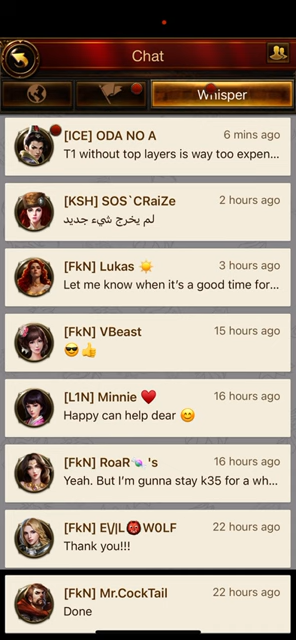 Chat
Whisper
[ICE] ODA NO A
6 mins ago
T1 without top layers is way too expen...
[KSH] SOS`CRaiZe
2 hours ago
لم يخرج شيء جديد
[FkN] Lukas ☀️
3 hours ago
Let me know when it's a good time for...
[FkN] VBeast
15 hours ago
😎👍
[L1N] Minnie ❤️
16 hours ago
Happy can help dear 😊
[FkN] RoaR🍬's
16 hours ago
Yeah. But I'm gunna stay k35 for a wh...
[FkN] E\/|L🏵W0LF
22 hours ago
Thank you!!!
[FkN] Mr.CockTail
22 hours ago
Done